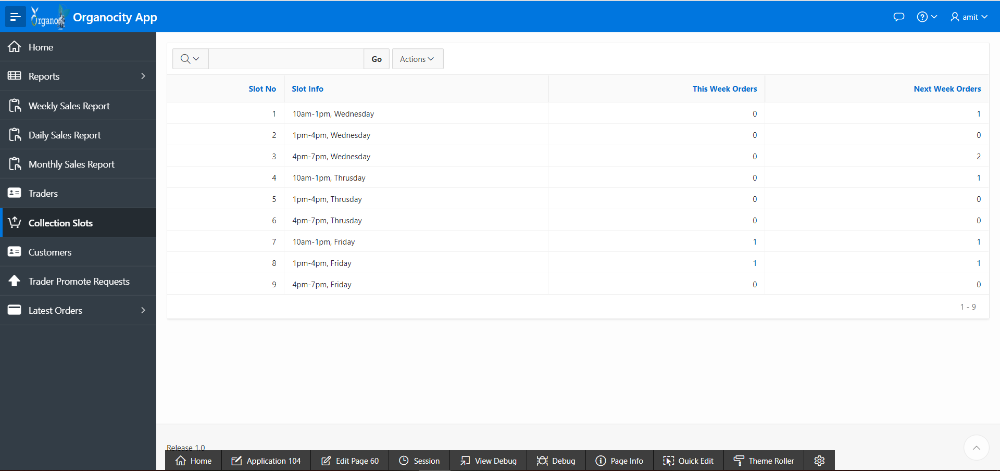 Organo Organocity App
amit
Home
Reports
Weekly Sales Report
Daily Sales Report
Monthly Sales Report
Traders
Collection Slots
Customers
Trader Promote Requests
Latest Orders
Go Actions
Slot No Slot Info This Week Orders Next Week Orders
1 10am-1pm, Wednesday 0 1
2 1pm-4pm, Wednesday 0 0
3 4pm-7pm, Wednesday 0 2
4 10am-1pm, Thrusday 0 1
5 1pm-4pm, Thrusday 0 0
6 4pm-7pm, Thrusday 0 0
7 10am-1pm, Friday 1 1
8 1pm-4pm, Friday 1 1
9 4pm-7pm, Friday 0 0
1 - 9
Release 1.0
Home Application 104 Edit Page 60 Session View Debug Debug Page Info Quick Edit Theme Roller